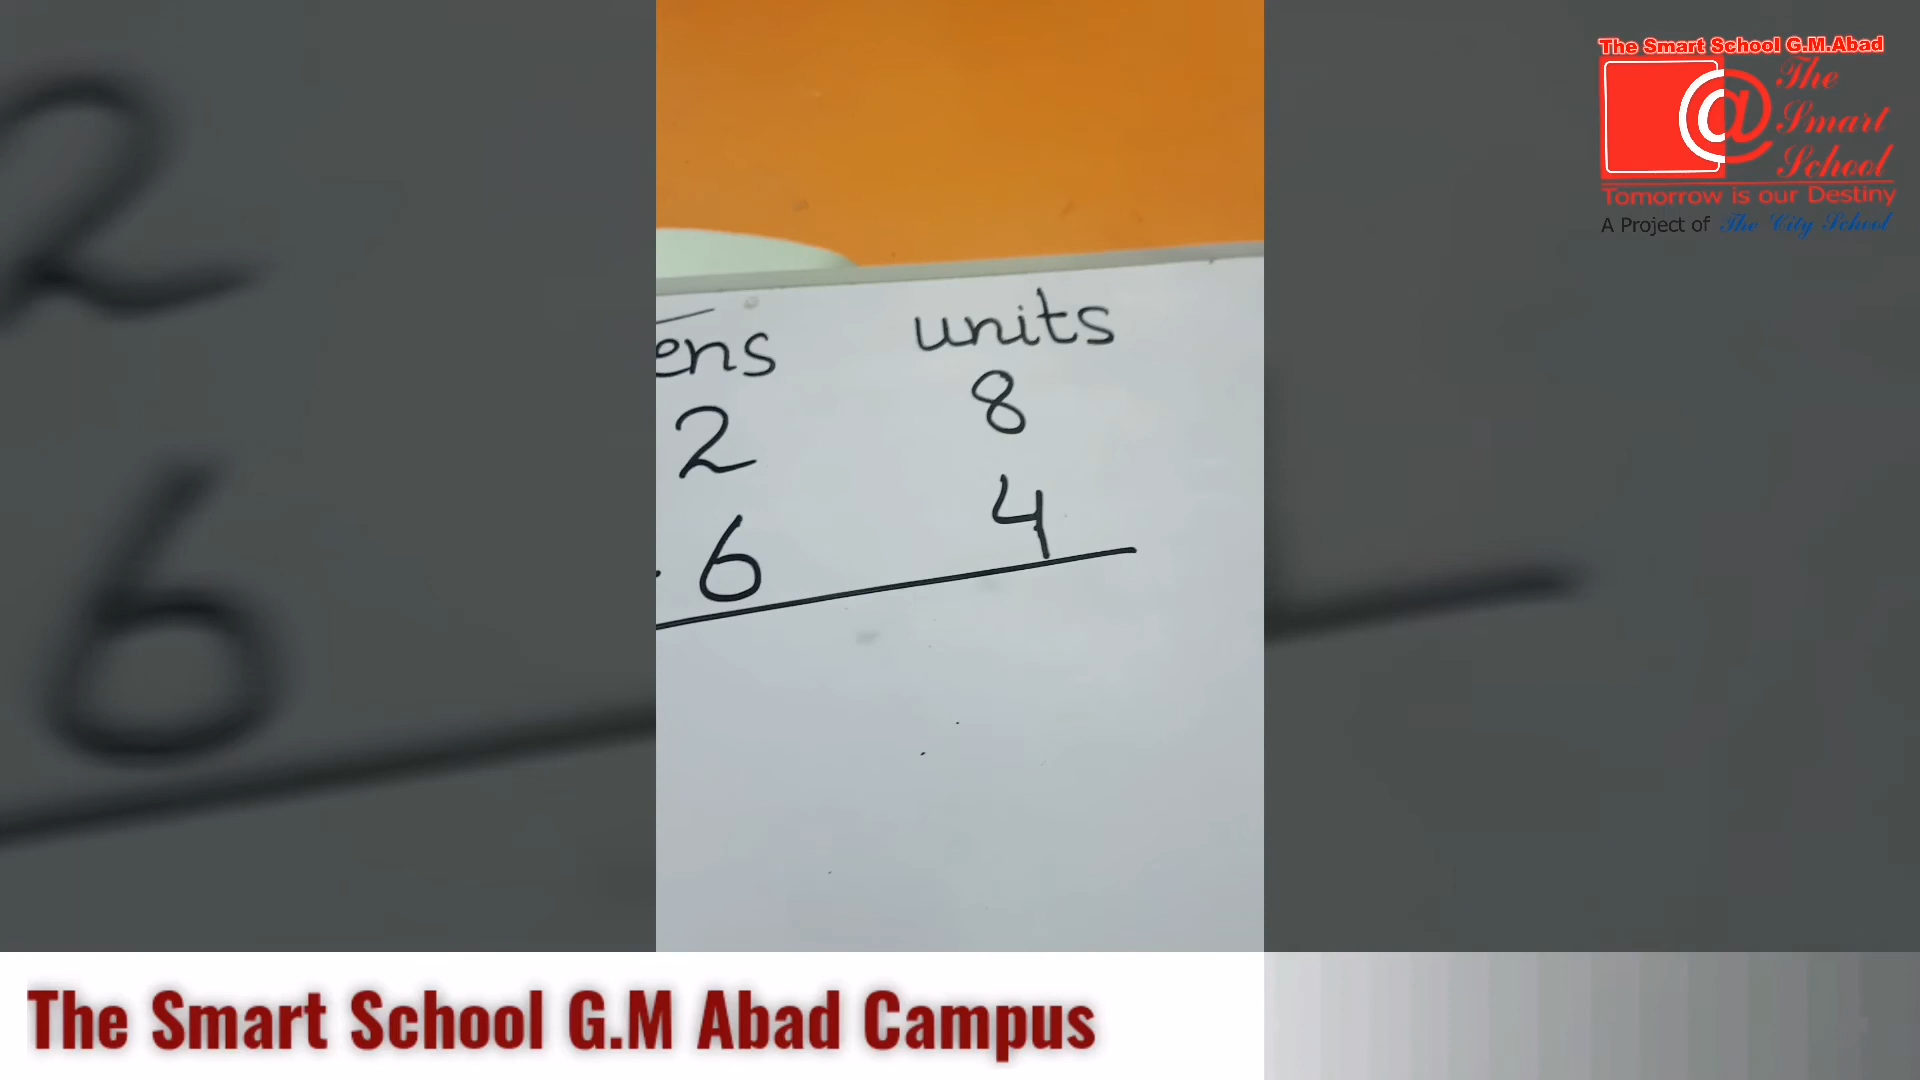 The Smart School G.M.Abad
The
Smart
School
Tomorrow is our Destiny
A Project of The City School
ens units
2 8
6 4
The Smart School G.M Abad Campus